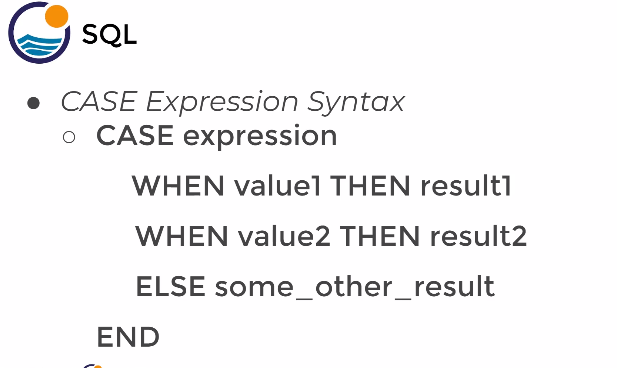 SQL
● CASE Expression Syntax
○ CASE expression
WHEN value1 THEN result1
WHEN value2 THEN result2
ELSE some_other_result
END